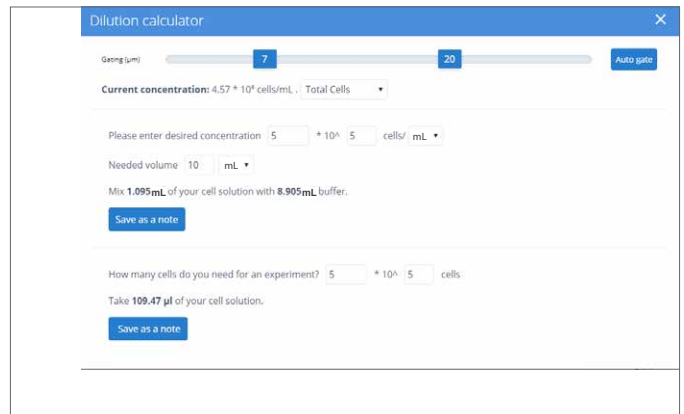 Dilution calculator ×
Gating (µm) 7 20 Auto gate
Current concentration: 4.57 * 10⁶ cells/mL . Total Cells
Please enter desired concentration 5 * 10^ 5 cells/ mL
Needed volume 10 mL
Mix 1.095mL of your cell solution with 8.905mL buffer.
Save as a note
How many cells do you need for an experiment? 5 * 10^ 5 cells
Take 109.47 µl of your cell solution.
Save as a note